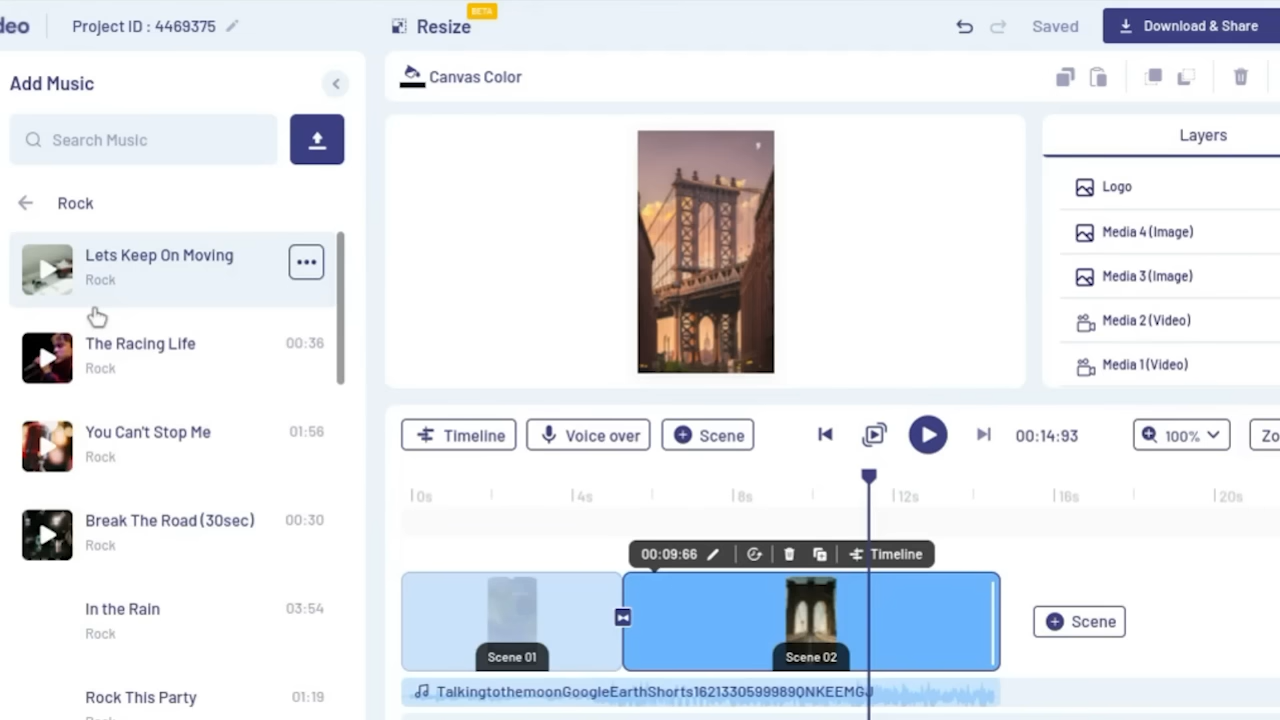 deo
Project ID : 4469375
Resize
BETA
Saved
Download & Share
Add Music
Search Music
Rock
Lets Keep On Moving
Rock
The Racing Life
00:36
Rock
You Can't Stop Me
01:56
Rock
Break The Road (30sec)
00:30
Rock
In the Rain
03:54
Rock
Rock This Party
01:19
Canvas Color
Layers
Logo
Media 4 (Image)
Media 3 (Image)
Media 2 (Video)
Media 1 (Video)
Timeline
Voice over
Scene
00:14:93
100%
Zo
0s
4s
8s
12s
16s
20s
00:09:66
Timeline
Scene 01
Scene 02
Scene
TalkingtothemoonGoogleEarthShorts1621330599989QNKEEMGJ